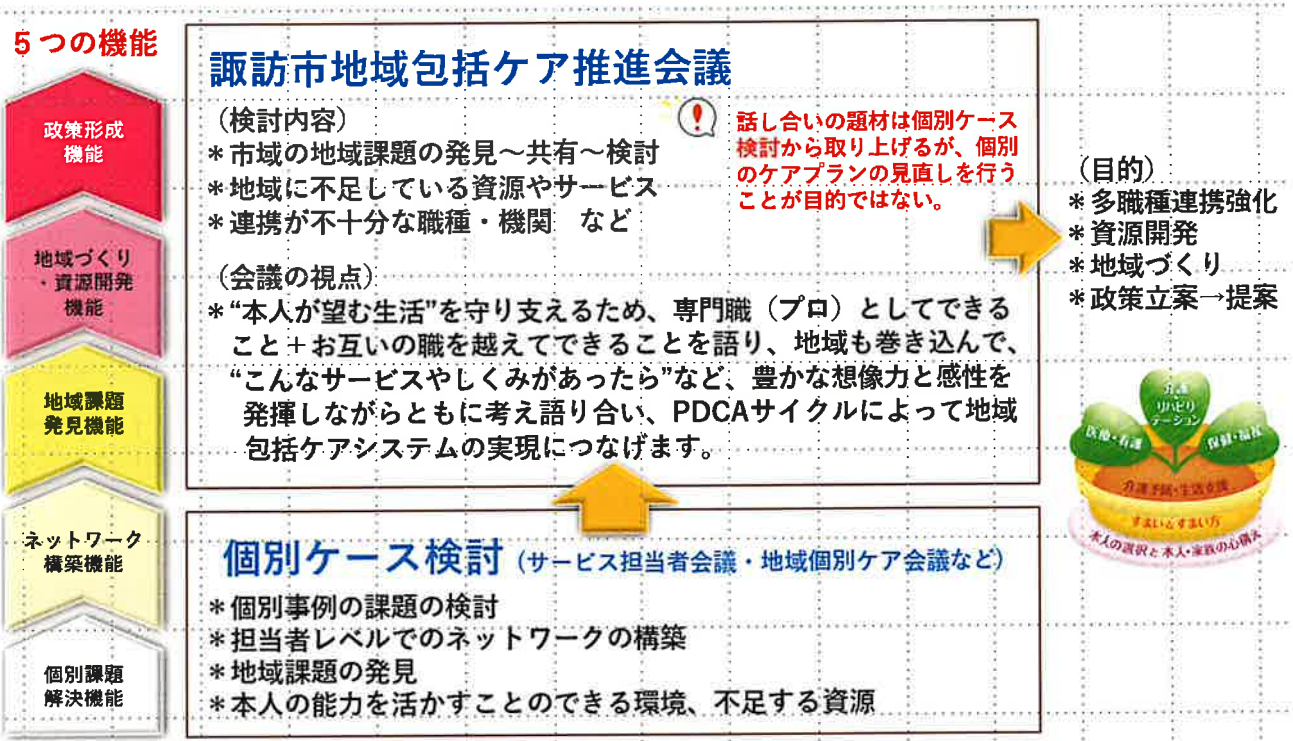 5つの機能
政策形成
機能
地域づくり
・資源開発
機能
地域課題
発見機能
ネットワーク
構築機能
個別課題
解決機能
諏訪市地域包括ケア推進会議
（検討内容）
＊市域の地域課題の発見～共有～検討
＊地域に不足している資源やサービス
＊連携が不十分な職種・機関　など
話し合いの題材は個別ケース
検討から取り上げるが、個別
のケアプランの見直しを行う
ことが目的ではない。
（会議の視点）
＊“本人が望む生活”を守り支えるため、専門職（プロ）としてできる
こと＋お互いの職を越えてできることを語り、地域も巻き込んで、
“こんなサービスやしくみがあったら”など、豊かな想像力と感性を
発揮しながらともに考え語り合い、PDCAサイクルによって地域
包括ケアシステムの実現につなげます。
個別ケース検討（サービス担当者会議・地域個別ケア会議など）
＊個別事例の課題の検討
＊担当者レベルでのネットワークの構築
＊地域課題の発見
＊本人の能力を活かすことのできる環境、不足する資源
（目的）
＊多職種連携強化
＊資源開発
＊地域づくり
＊政策立案→提案
介護
リハビリ
テーション
医療・看護
保健・福祉
介護予防・生活支援
すまいとすまい方
本人の選択と本人・家族の心構え